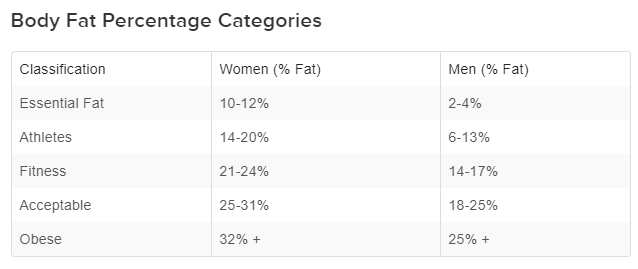 Body Fat Percentage Categories
Classification Women (% Fat) Men (% Fat)
Essential Fat 10-12% 2-4%
Athletes 14-20% 6-13%
Fitness 21-24% 14-17%
Acceptable 25-31% 18-25%
Obese 32% + 25% +